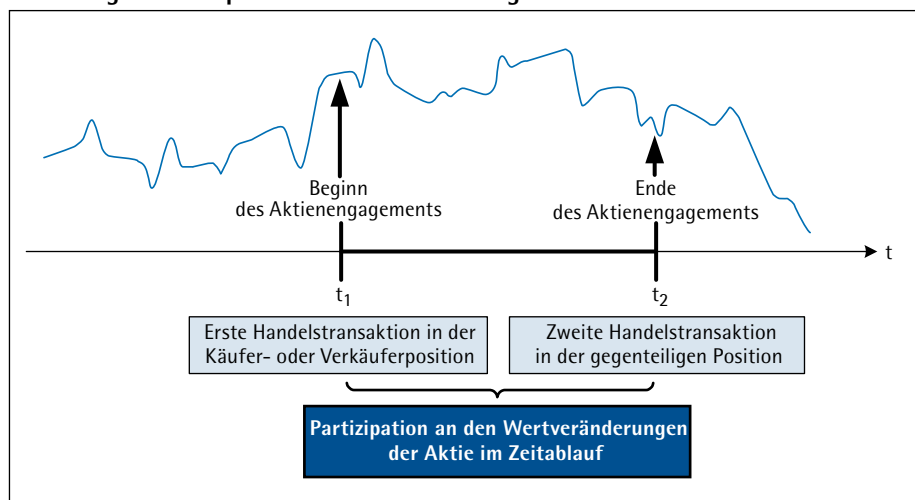 Beginn
des Aktienengagements
Ende
des Aktienengagements
t
t1
t2
Erste Handelstransaktion in der
Käufer- oder Verkäuferposition
Zweite Handelstransaktion
in der gegenteiligen Position
Partizipation an den Wertveränderungen
der Aktie im Zeitablauf